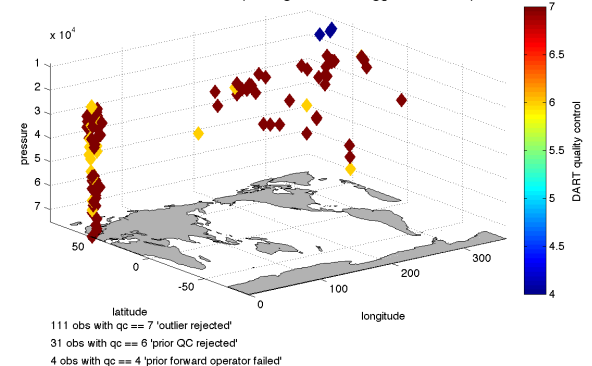 x 10^4
1
2
3
4
5
6
7
pressure
50
0
-50
latitude
0
100
200
300
longitude
7
6.5
6
5.5
5
4.5
4
DART quality control
111 obs with qc == 7 'outlier rejected'
31 obs with qc == 6 'prior QC rejected'
4 obs with qc == 4 'prior forward operator failed'